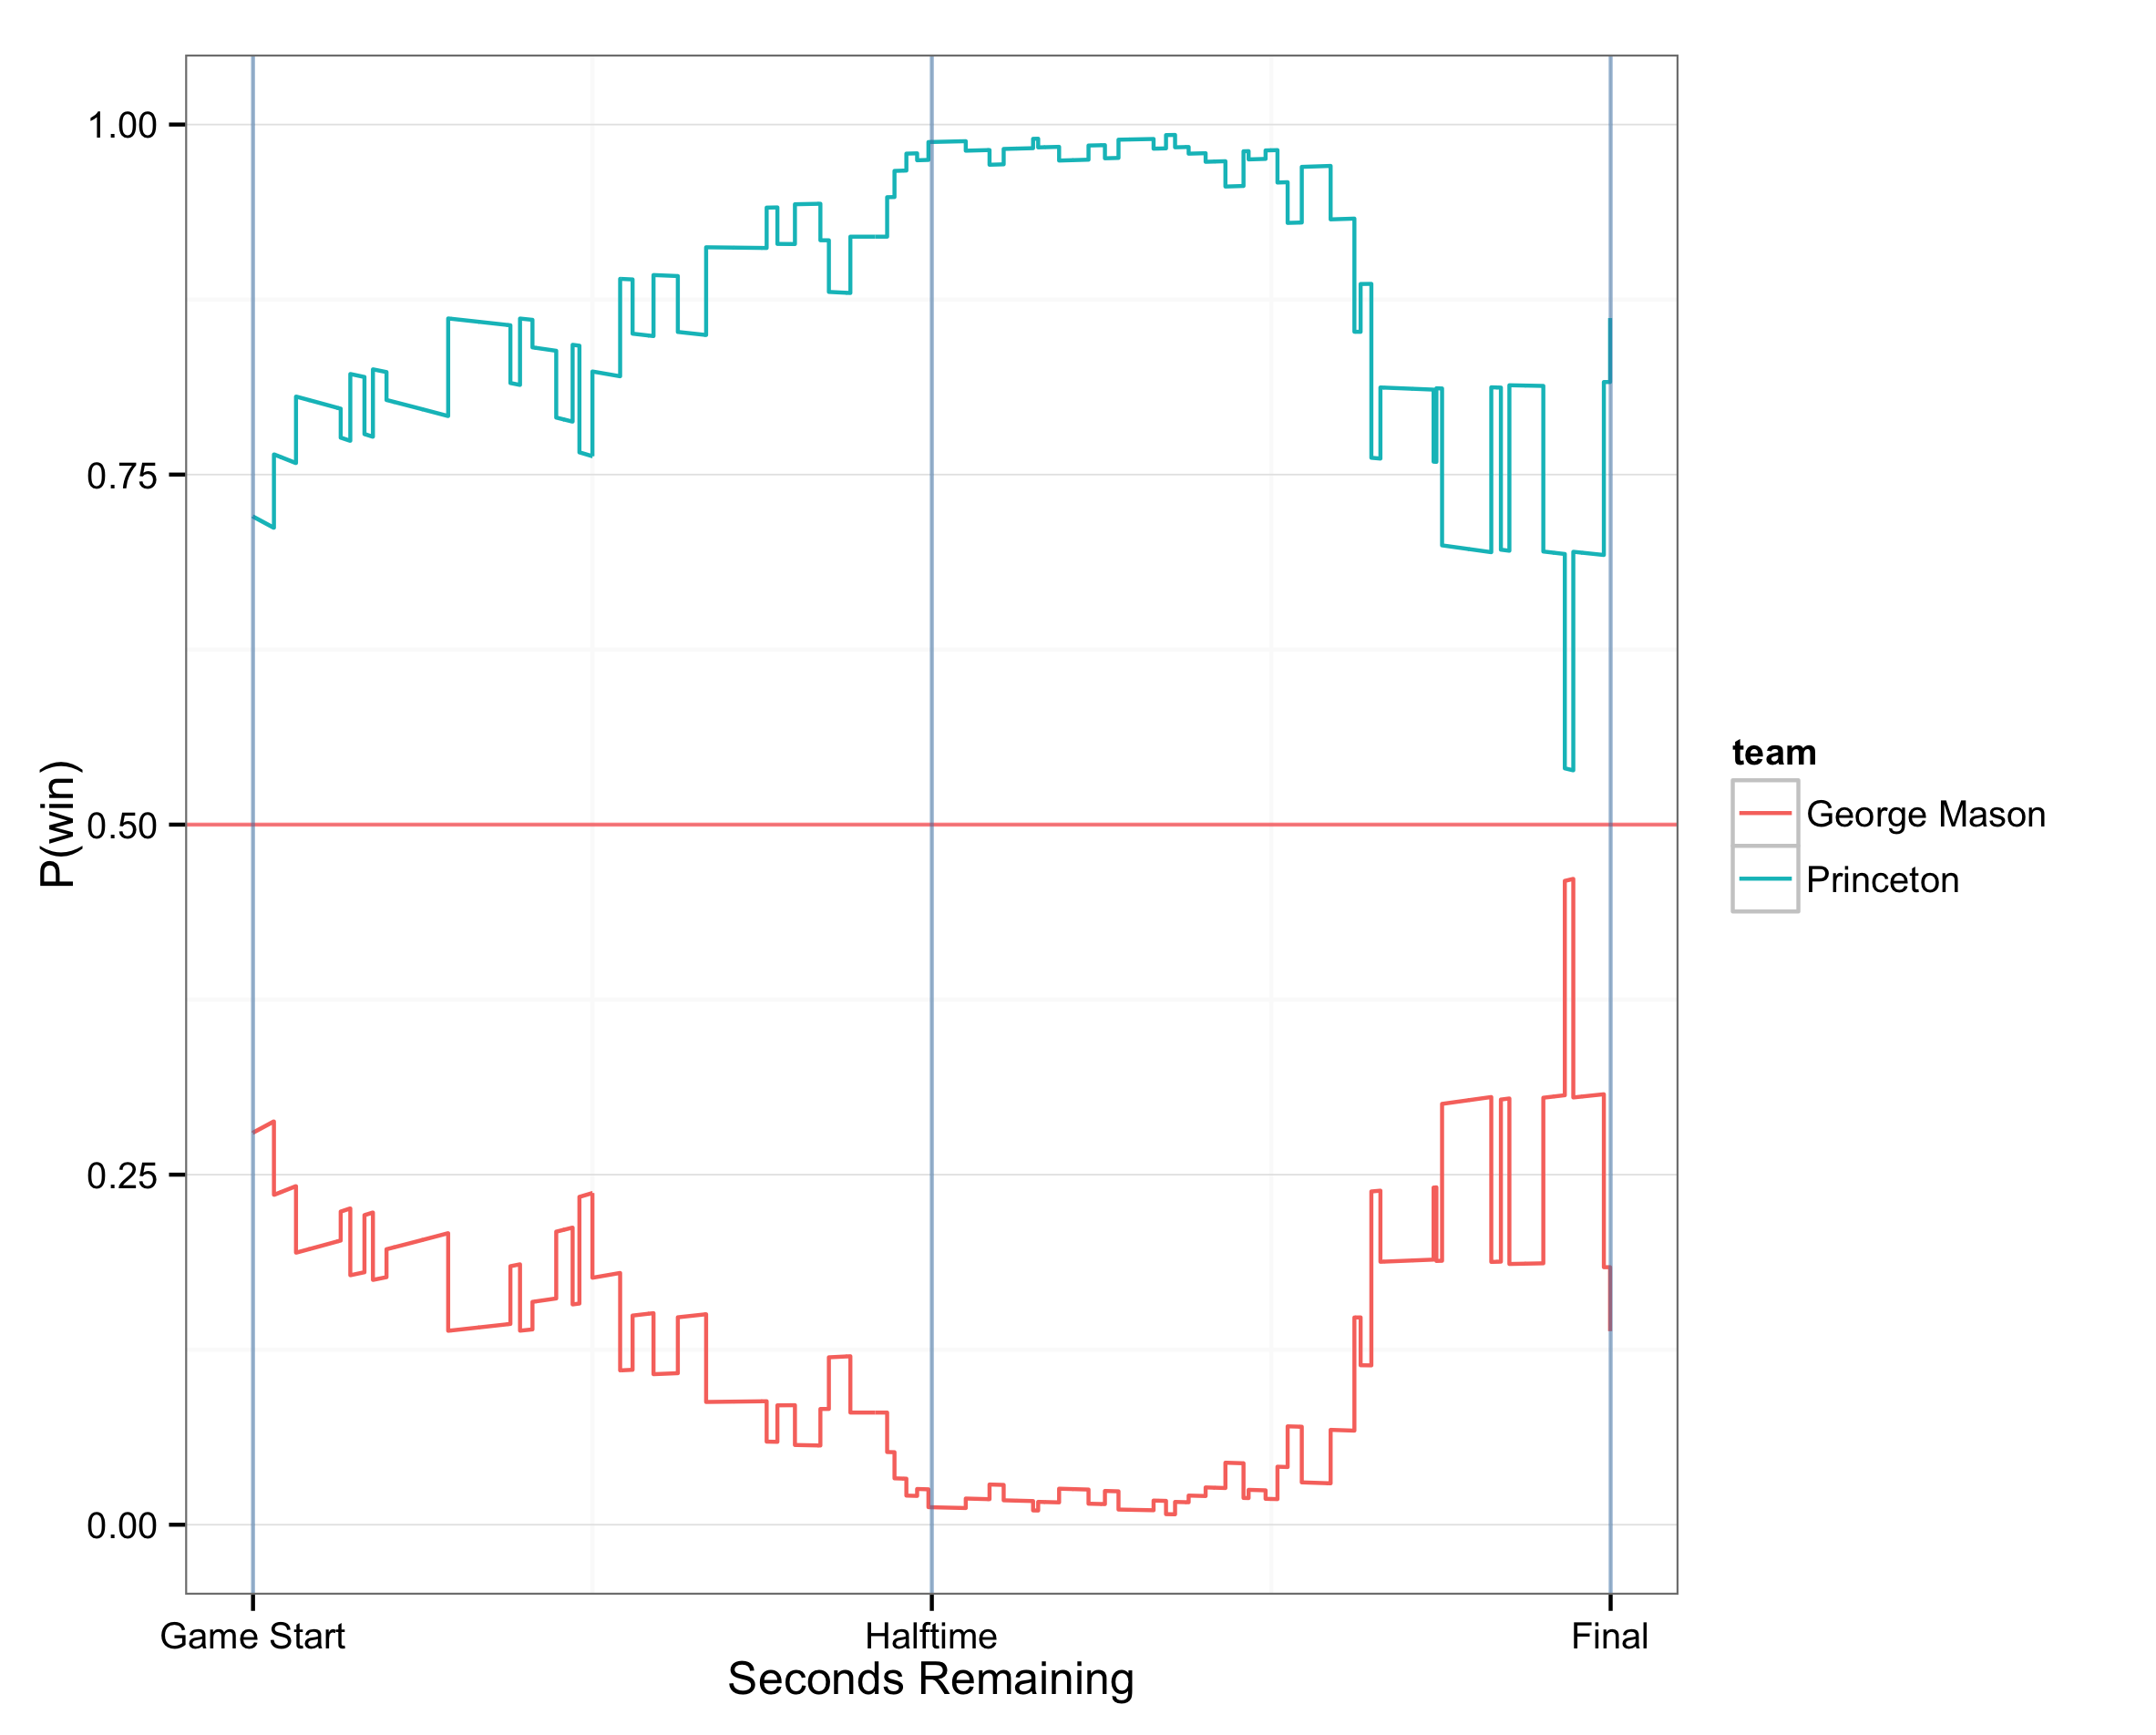 1.00
0.75
0.50
0.25
0.00
P(win)
Game Start
Halftime
Final
Seconds Remaining
team
George Mason
Princeton